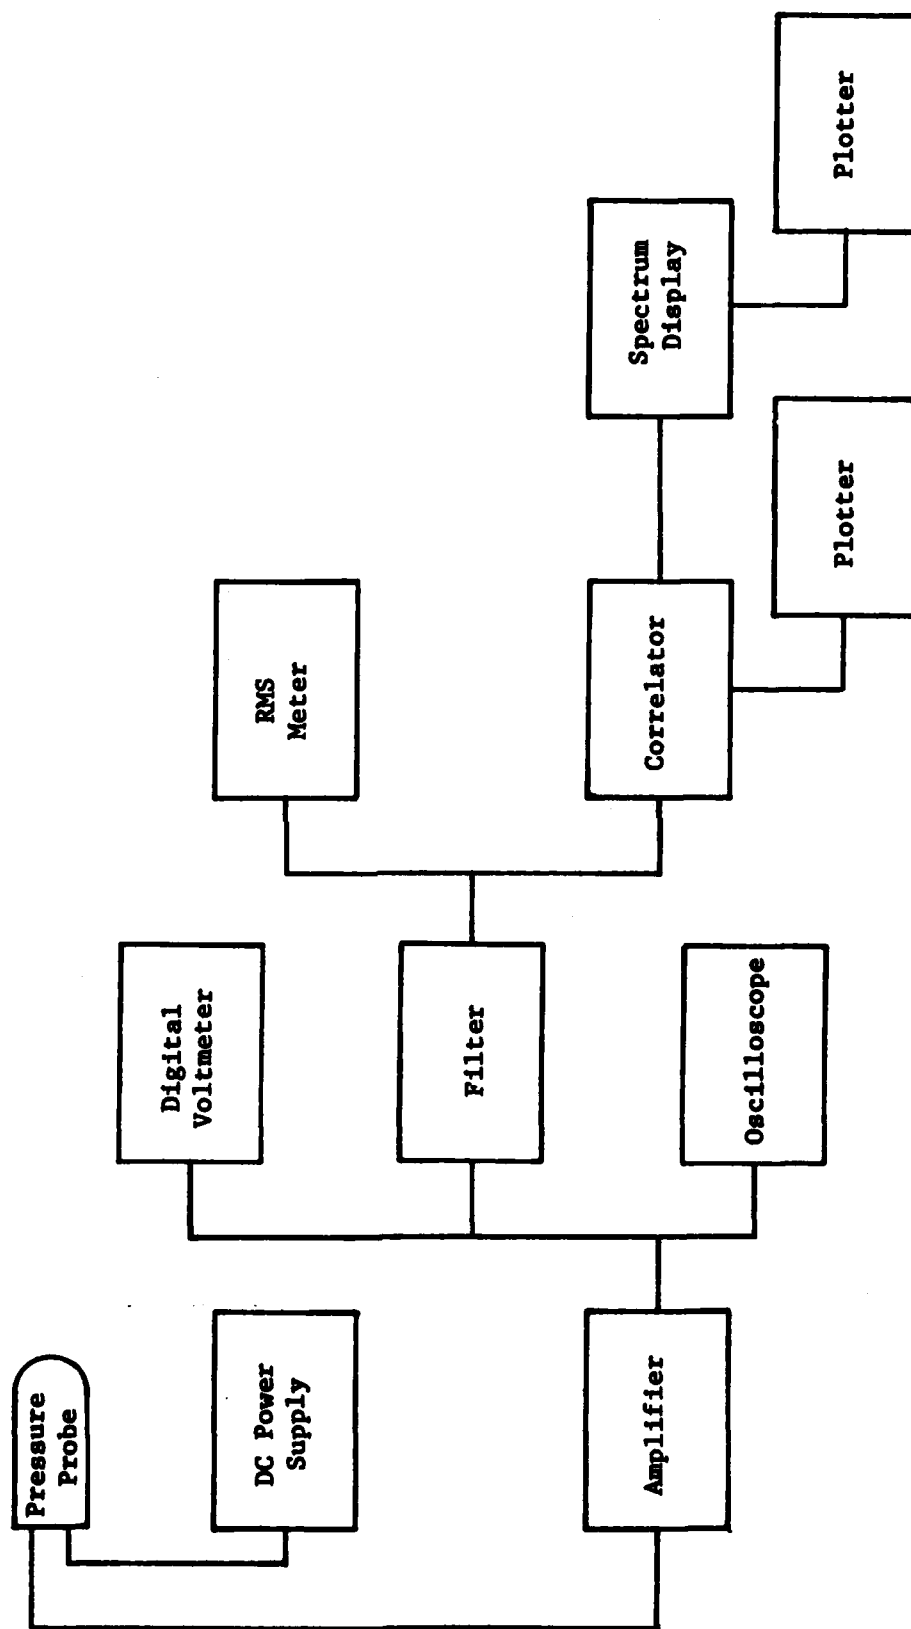 Pressure
Probe
DC Power
Supply
Amplifier
Digital
Voltmeter
Filter
Oscilloscope
RMS
Meter
Correlator
Plotter
Spectrum
Display
Plotter